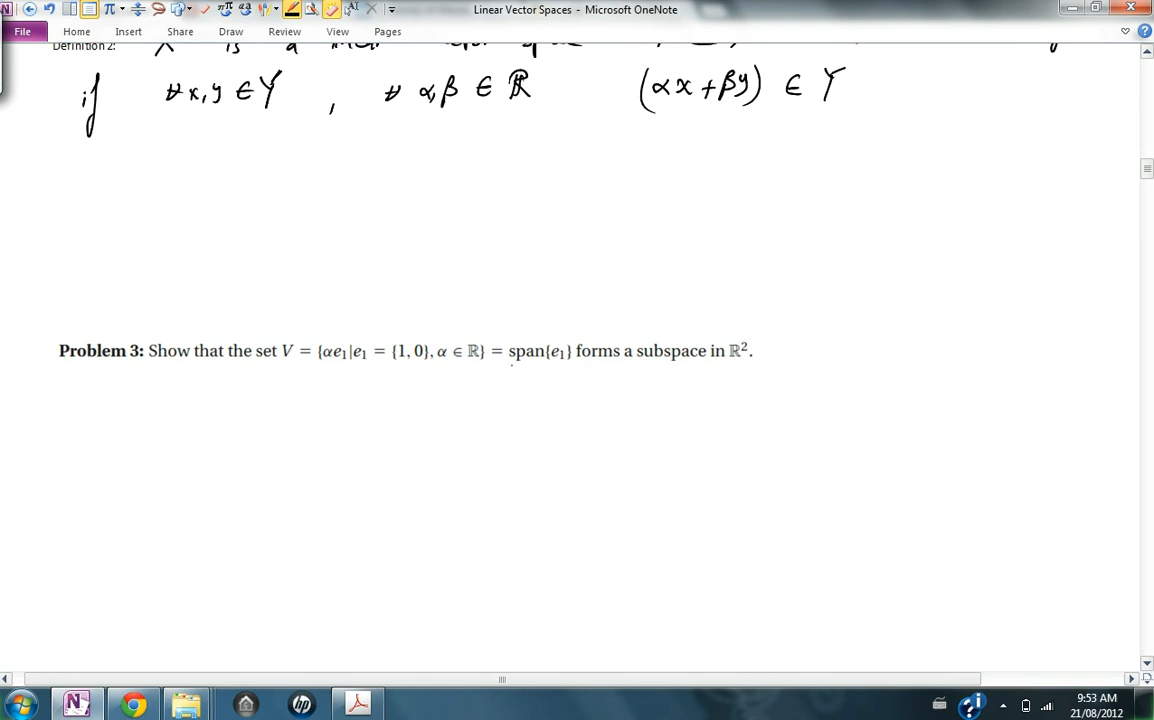 Linear Vector Spaces - Microsoft OneNote
File Home Insert Share Draw Review View Pages
Definition 2: X is a
if ∀ x, y ∈ Y , ∀ α, β ∈ ℝ (αx + βy) ∈ Y
Problem 3: Show that the set V = {αe₁|e₁ = {1, 0}, α ∈ ℝ} = span{e₁} forms a subspace in ℝ².
9:53 AM
21/08/2012